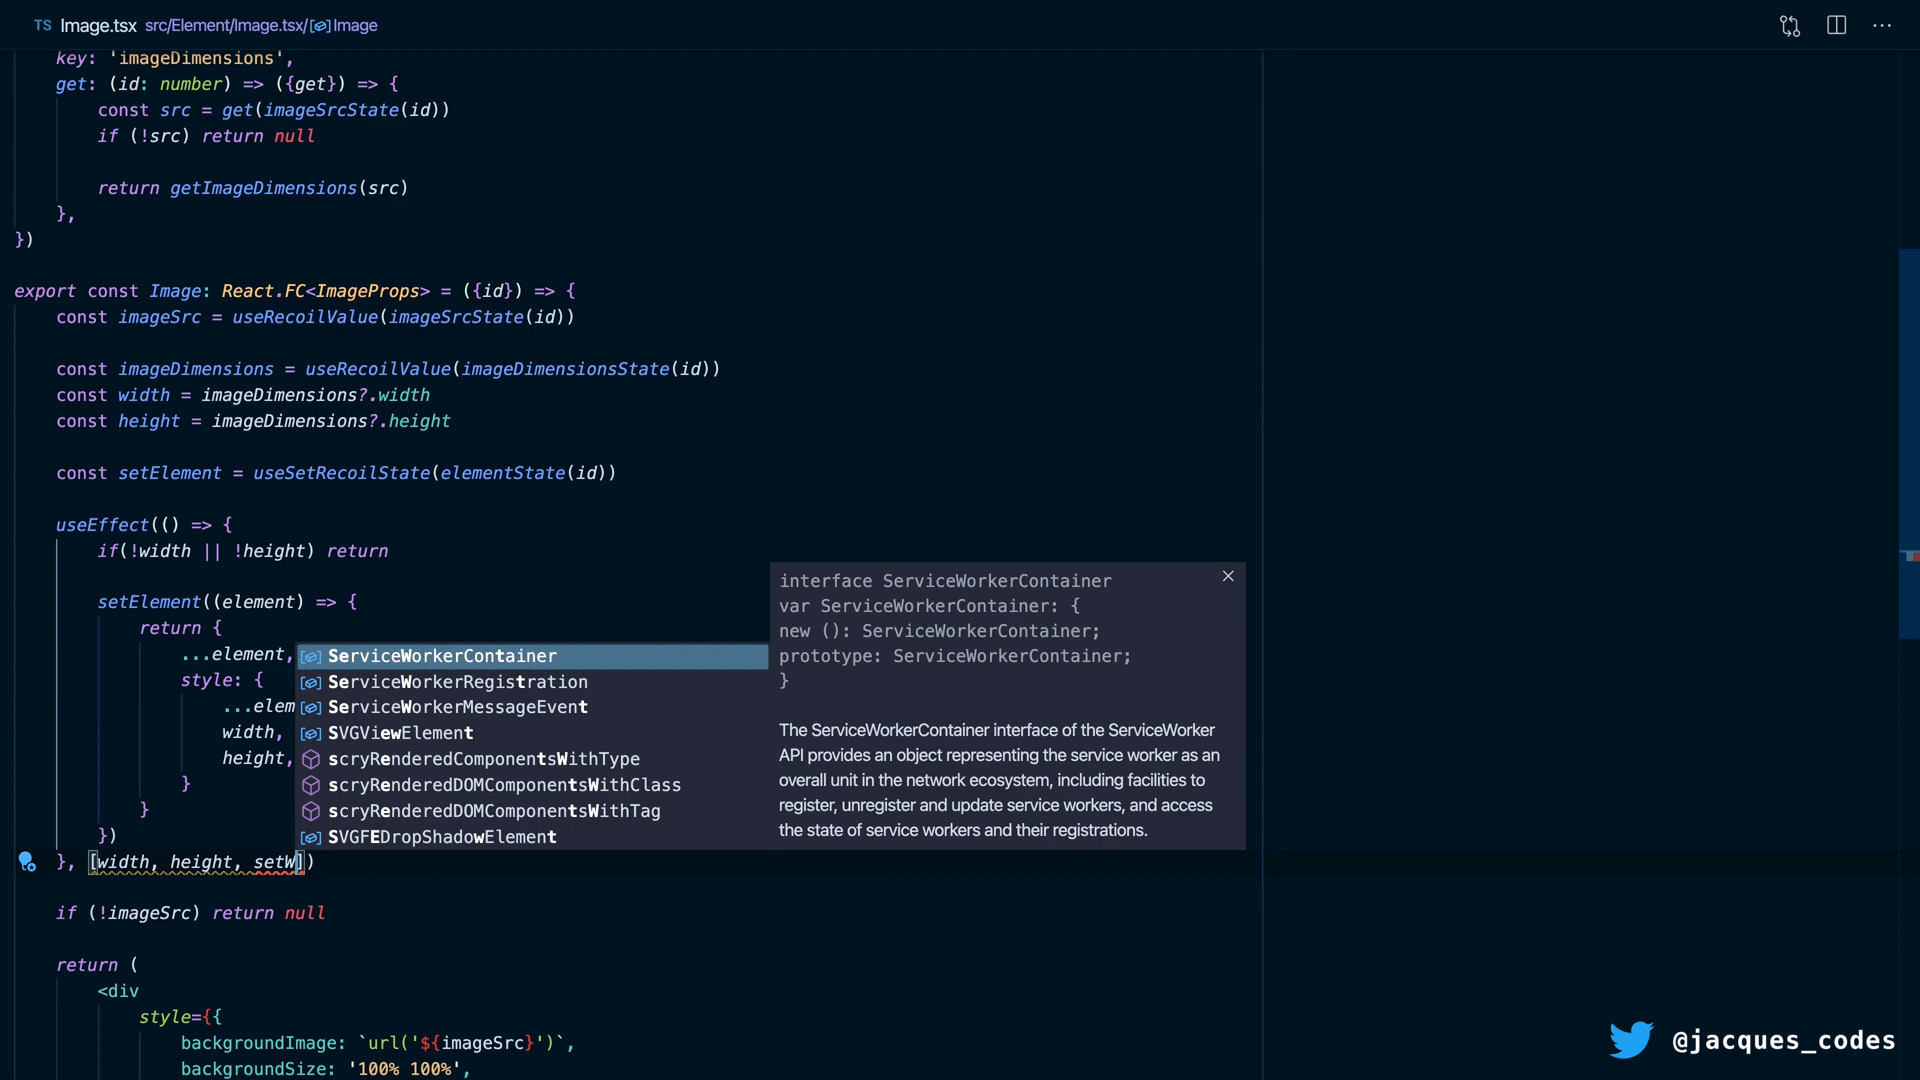 TS Image.tsx src/Element/Image.tsx/Image
key: 'imageDimensions',
get: (id: number) => ({get}) => {
const src = get(imageSrcState(id))
if (!src) return null
return getImageDimensions(src)
},
})
export const Image: React.FC<ImageProps> = ({id}) => {
const imageSrc = useRecoilValue(imageSrcState(id))
const imageDimensions = useRecoilValue(imageDimensionsState(id))
const width = imageDimensions?.width
const height = imageDimensions?.height
const setElement = useSetRecoilState(elementState(id))
useEffect(() => {
if(!width || !height) return
setElement((element) => {
return {
...element,
style: {
...elem
width,
height,
}
}
})
}, [width, height, setW])
ServiceWorkerContainer
ServiceWorkerRegistration
ServiceWorkerMessageEvent
SVGViewElement
scryRenderedComponentsWithType
scryRenderedDOMComponentsWithClass
scryRenderedDOMComponentsWithTag
SVGFEDropShadowElement
interface ServiceWorkerContainer
var ServiceWorkerContainer: {
new (): ServiceWorkerContainer;
prototype: ServiceWorkerContainer;
}
The ServiceWorkerContainer interface of the ServiceWorker
API provides an object representing the service worker as an
overall unit in the network ecosystem, including facilities to
register, unregister and update service workers, and access
the state of service workers and their registrations.
if (!imageSrc) return null
return (
<div
style={{
backgroundImage: `url('${imageSrc}')`,
backgroundSize: '100% 100%',
@jacques_codes